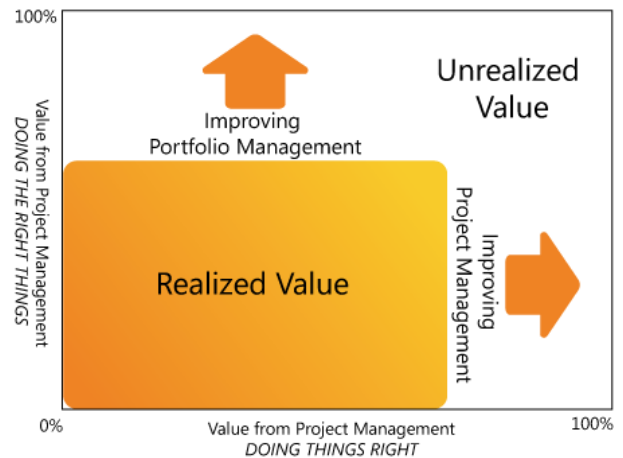 100%
Unrealized
Value
Improving
Portfolio Management
Value from Project Management
DOING THE RIGHT THINGS
Realized Value
Improving
Project Management
0%
100%
Value from Project Management
DOING THINGS RIGHT